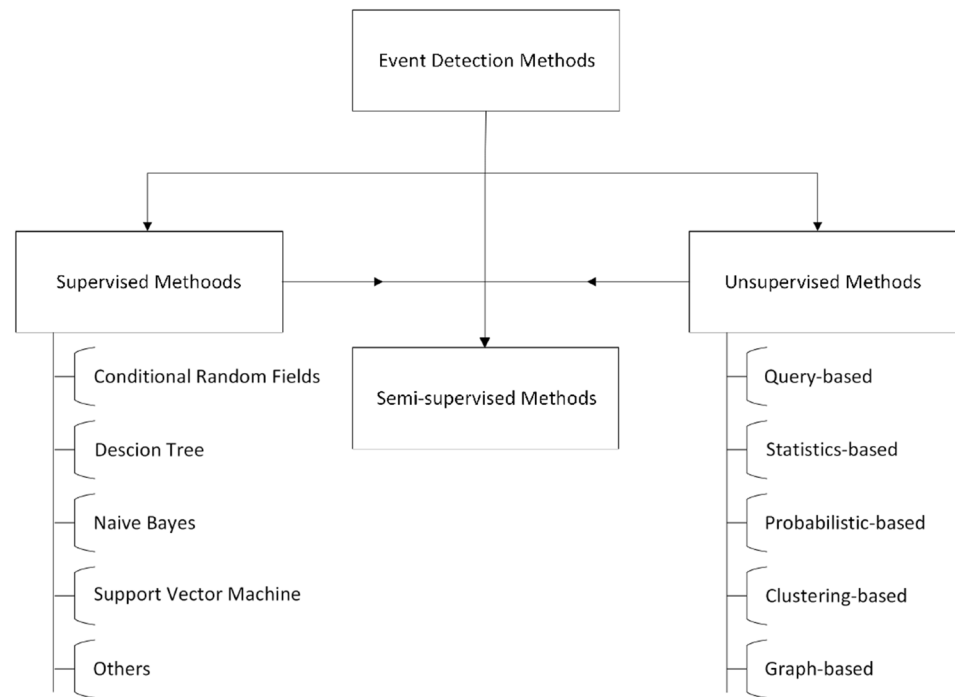 Event Detection Methods
Supervised Methoods
Unsupervised Methods
Semi-supervised Methods
Conditional Random Fields
Descion Tree
Naive Bayes
Support Vector Machine
Others
Query-based
Statistics-based
Probabilistic-based
Clustering-based
Graph-based